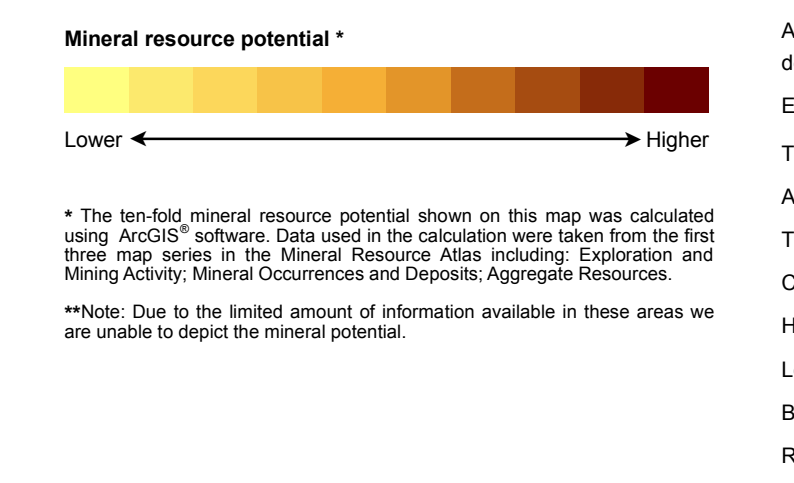 Mineral resource potential *
Lower Higher
* The ten-fold mineral resource potential shown on this map was calculated
using ArcGIS® software. Data used in the calculation were taken from the first
three map series in the Mineral Resource Atlas including: Exploration and
Mining Activity; Mineral Occurrences and Deposits; Aggregate Resources.
**Note: Due to the limited amount of information available in these areas we
are unable to depict the mineral potential.
A
d
E
T
A
T
C
H
L
B
R